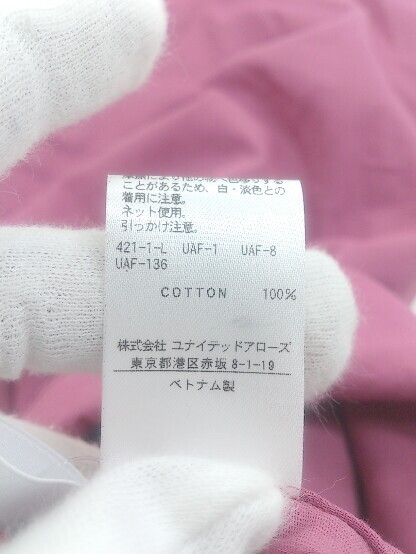 ことがあるため、白・淡色との
着用に注意。
ネット使用。
引っかけ注意。
421-1-L UAF-1 UAF-8
UAF-136
COTTON 100%
株式会社 ユナイテッドアローズ
東京都港区赤坂 8-1-19
ベトナム製